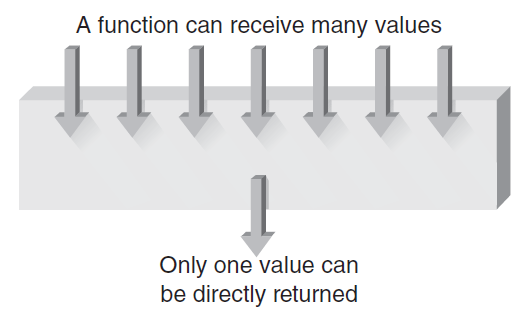 A function can receive many values
Only one value can
be directly returned